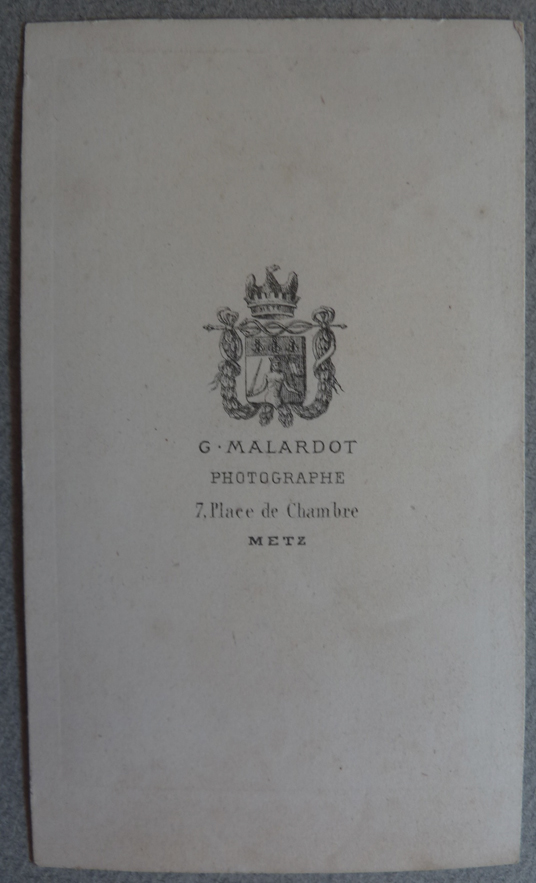 G · MALARDOT
PHOTOGRAPHE
7, Place de Chambre
METZ